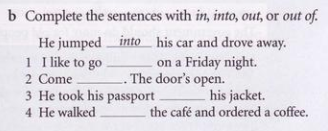 b Complete the sentences with in, into, out, or out of.
He jumped into his car and drove away.
1 I like to go ______ on a Friday night.
2 Come ______. The door's open.
3 He took his passport ______ his jacket.
4 He walked ______ the café and ordered a coffee.